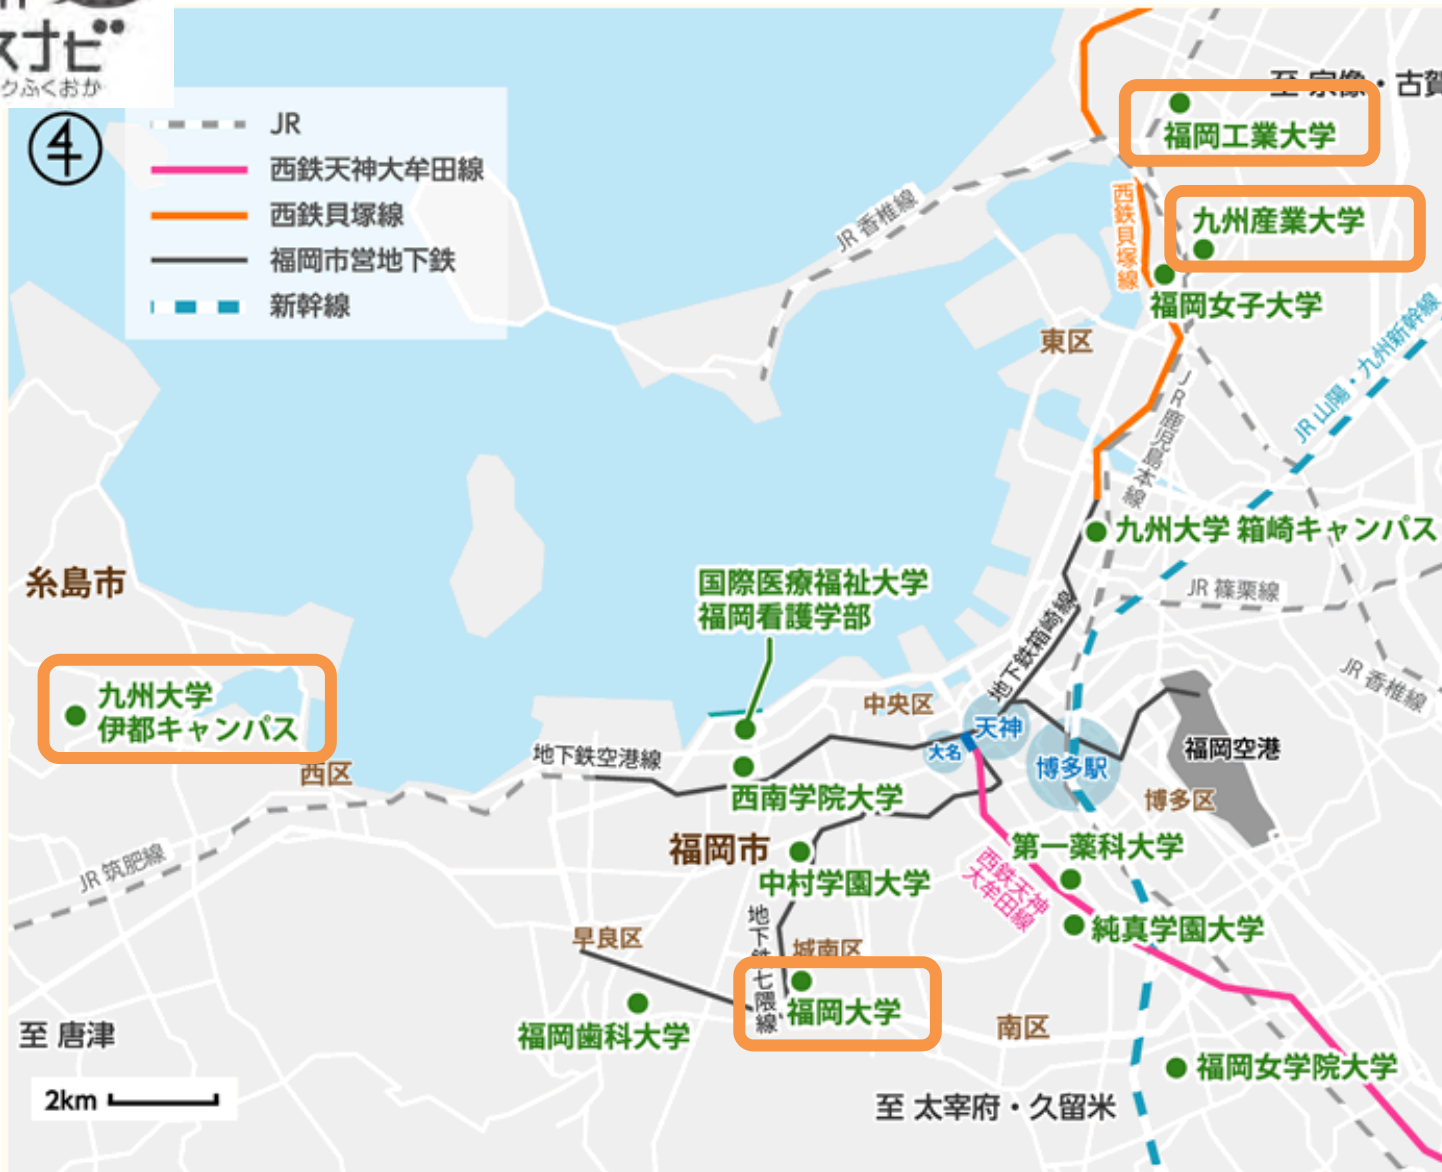 スナビ
クふくおか
④
JR
西鉄天神大牟田線
西鉄貝塚線
福岡市営地下鉄
新幹線
至 宗像・古賀
福岡工業大学
九州産業大学
福岡女子大学
JR 香椎線
西鉄貝塚線
東区
JR 山陽・九州新幹線
JR 鹿児島本線
九州大学 箱崎キャンパス
JR 篠栗線
JR 香椎線
糸島市
国際医療福祉大学
福岡看護学部
地下鉄箱崎線
九州大学
伊都キャンパス
中央区
天神
大名
博多駅
福岡空港
西区
地下鉄空港線
西南学院大学
博多区
JR 筑肥線
福岡市
第一薬科大学
中村学園大学
西鉄天神
大牟田線
純真学園大学
早良区
地下鉄七隈線
城南区
福岡大学
福岡歯科大学
南区
至 唐津
福岡女学院大学
2km
至 太宰府・久留米